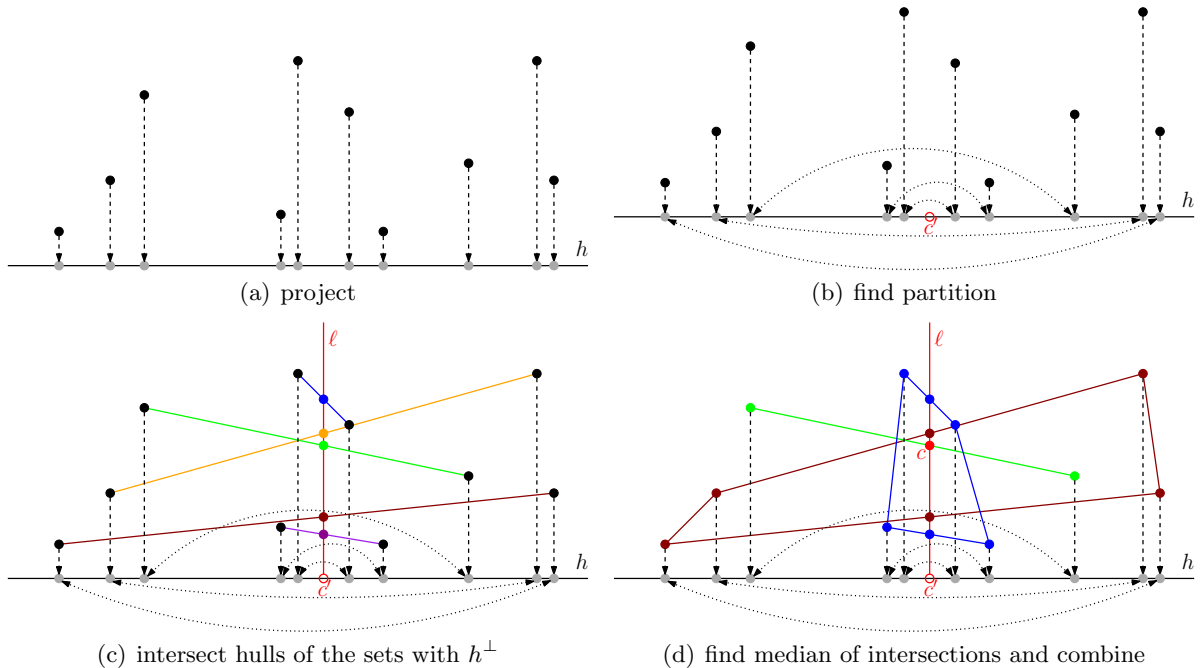 h
(a) project
h
c′
(b) find partition
ℓ
h
c′
(c) intersect hulls of the sets with h⊥
ℓ
c
h
c′
(d) find median of intersections and combine